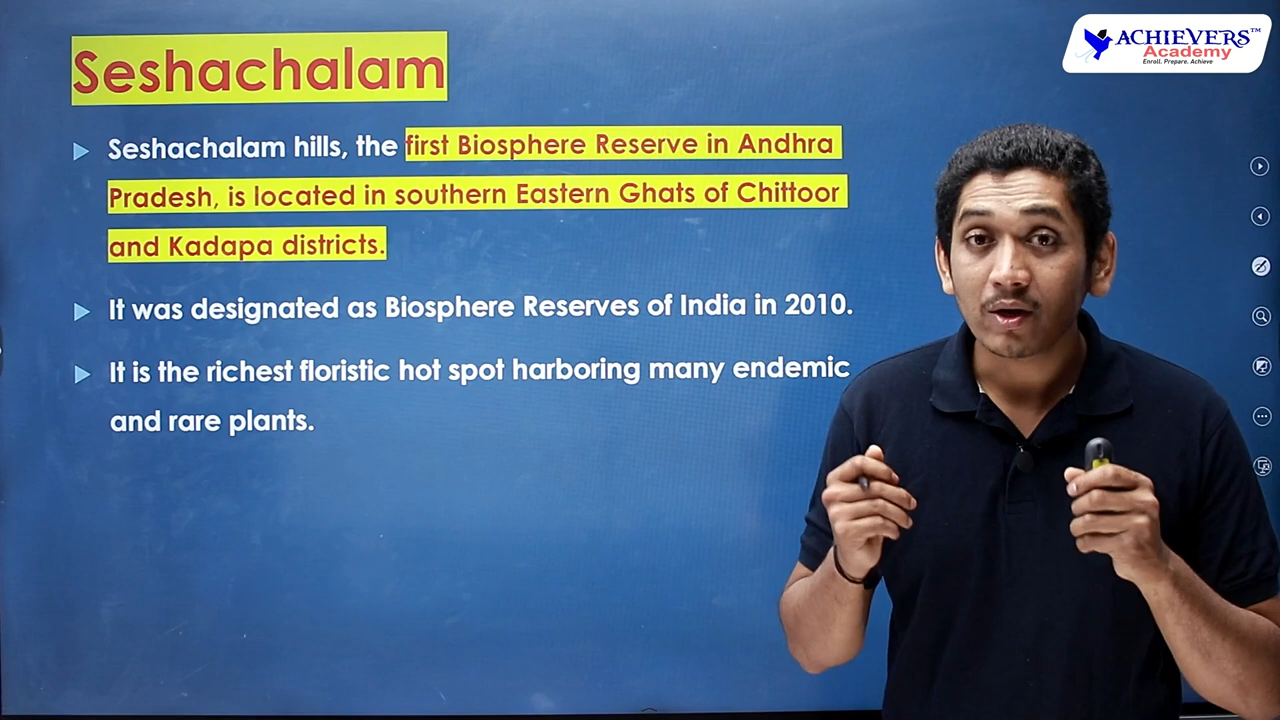 Seshachalam
ACHIEVERS™
Academy
Enroll. Prepare. Achieve
Seshachalam hills, the first Biosphere Reserve in Andhra
Pradesh, is located in southern Eastern Ghats of Chittoor
and Kadapa districts.
It was designated as Biosphere Reserves of India in 2010.
It is the richest floristic hot spot harboring many endemic
and rare plants.